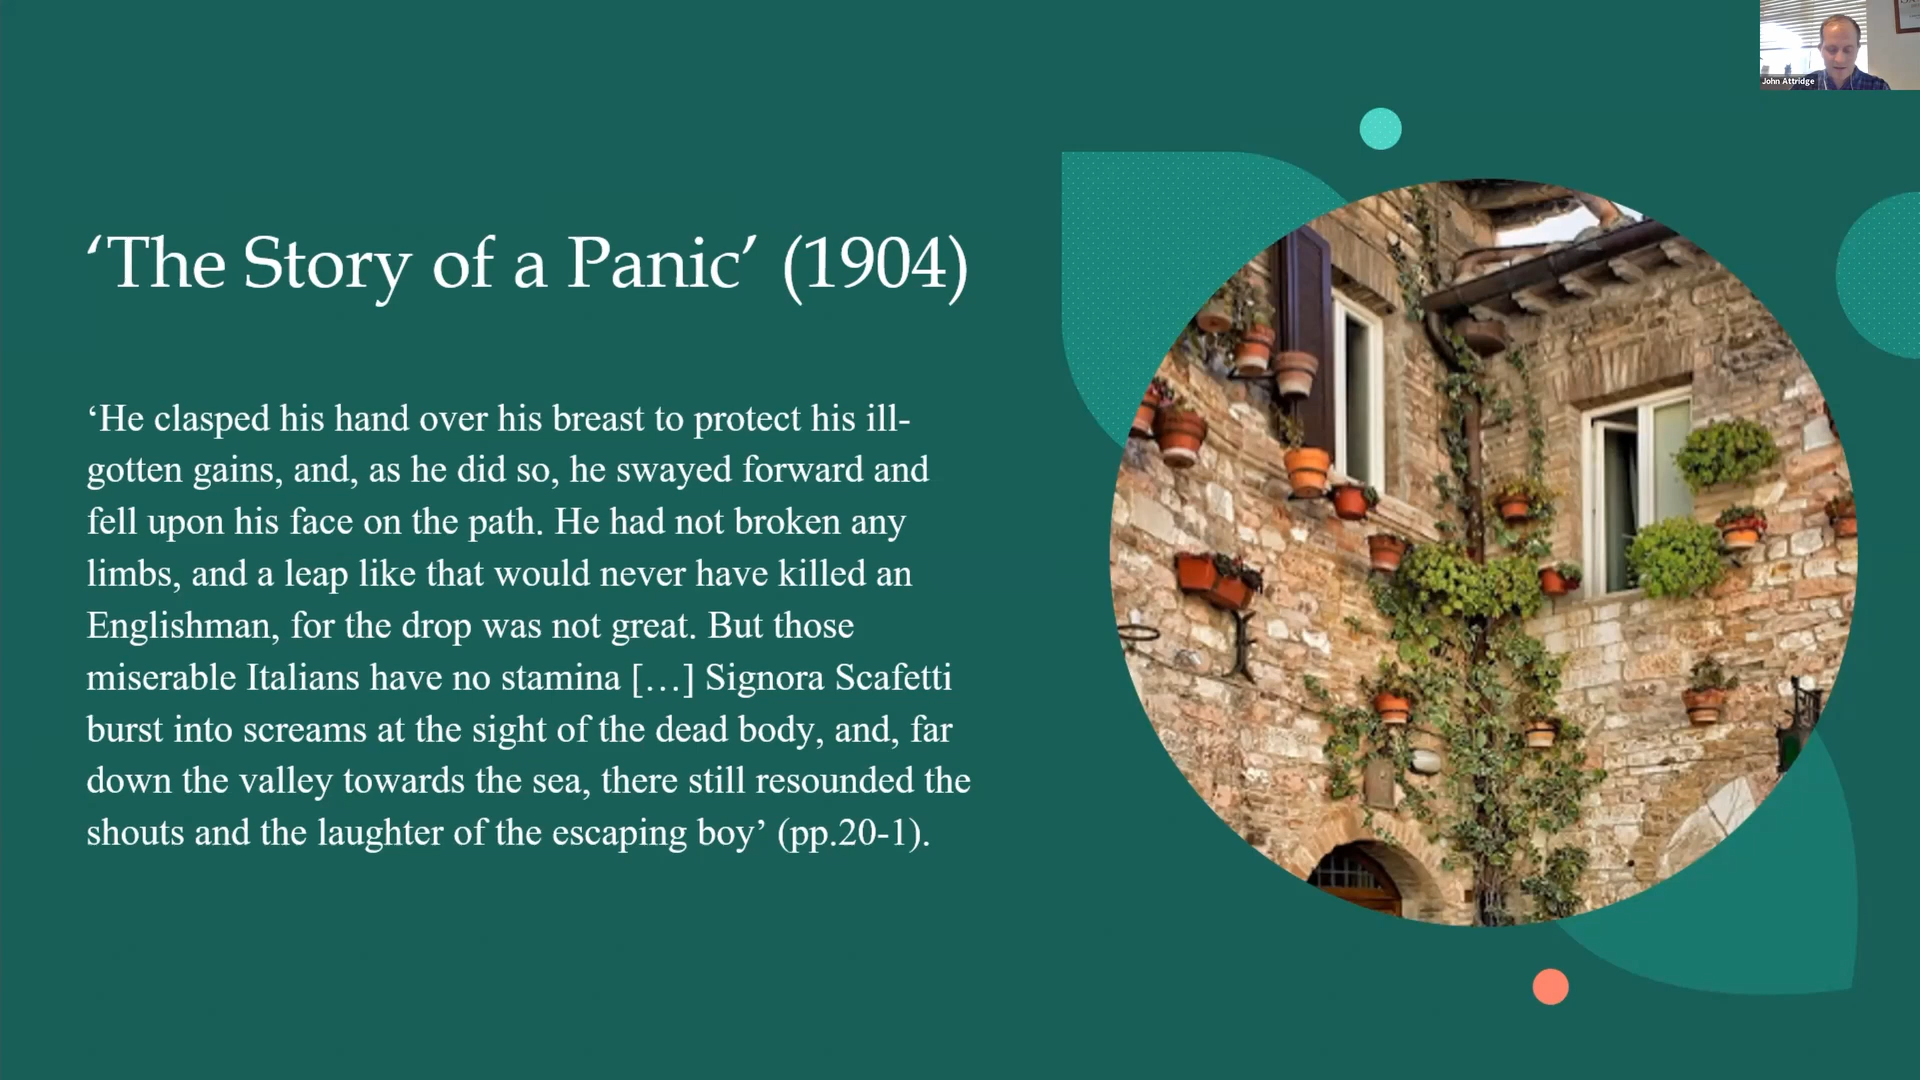 John Attridge
‘The Story of a Panic’ (1904)
‘He clasped his hand over his breast to protect his ill-
gotten gains, and, as he did so, he swayed forward and
fell upon his face on the path. He had not broken any
limbs, and a leap like that would never have killed an
Englishman, for the drop was not great. But those
miserable Italians have no stamina […] Signora Scafetti
burst into screams at the sight of the dead body, and, far
down the valley towards the sea, there still resounded the
shouts and the laughter of the escaping boy’ (pp.20-1).